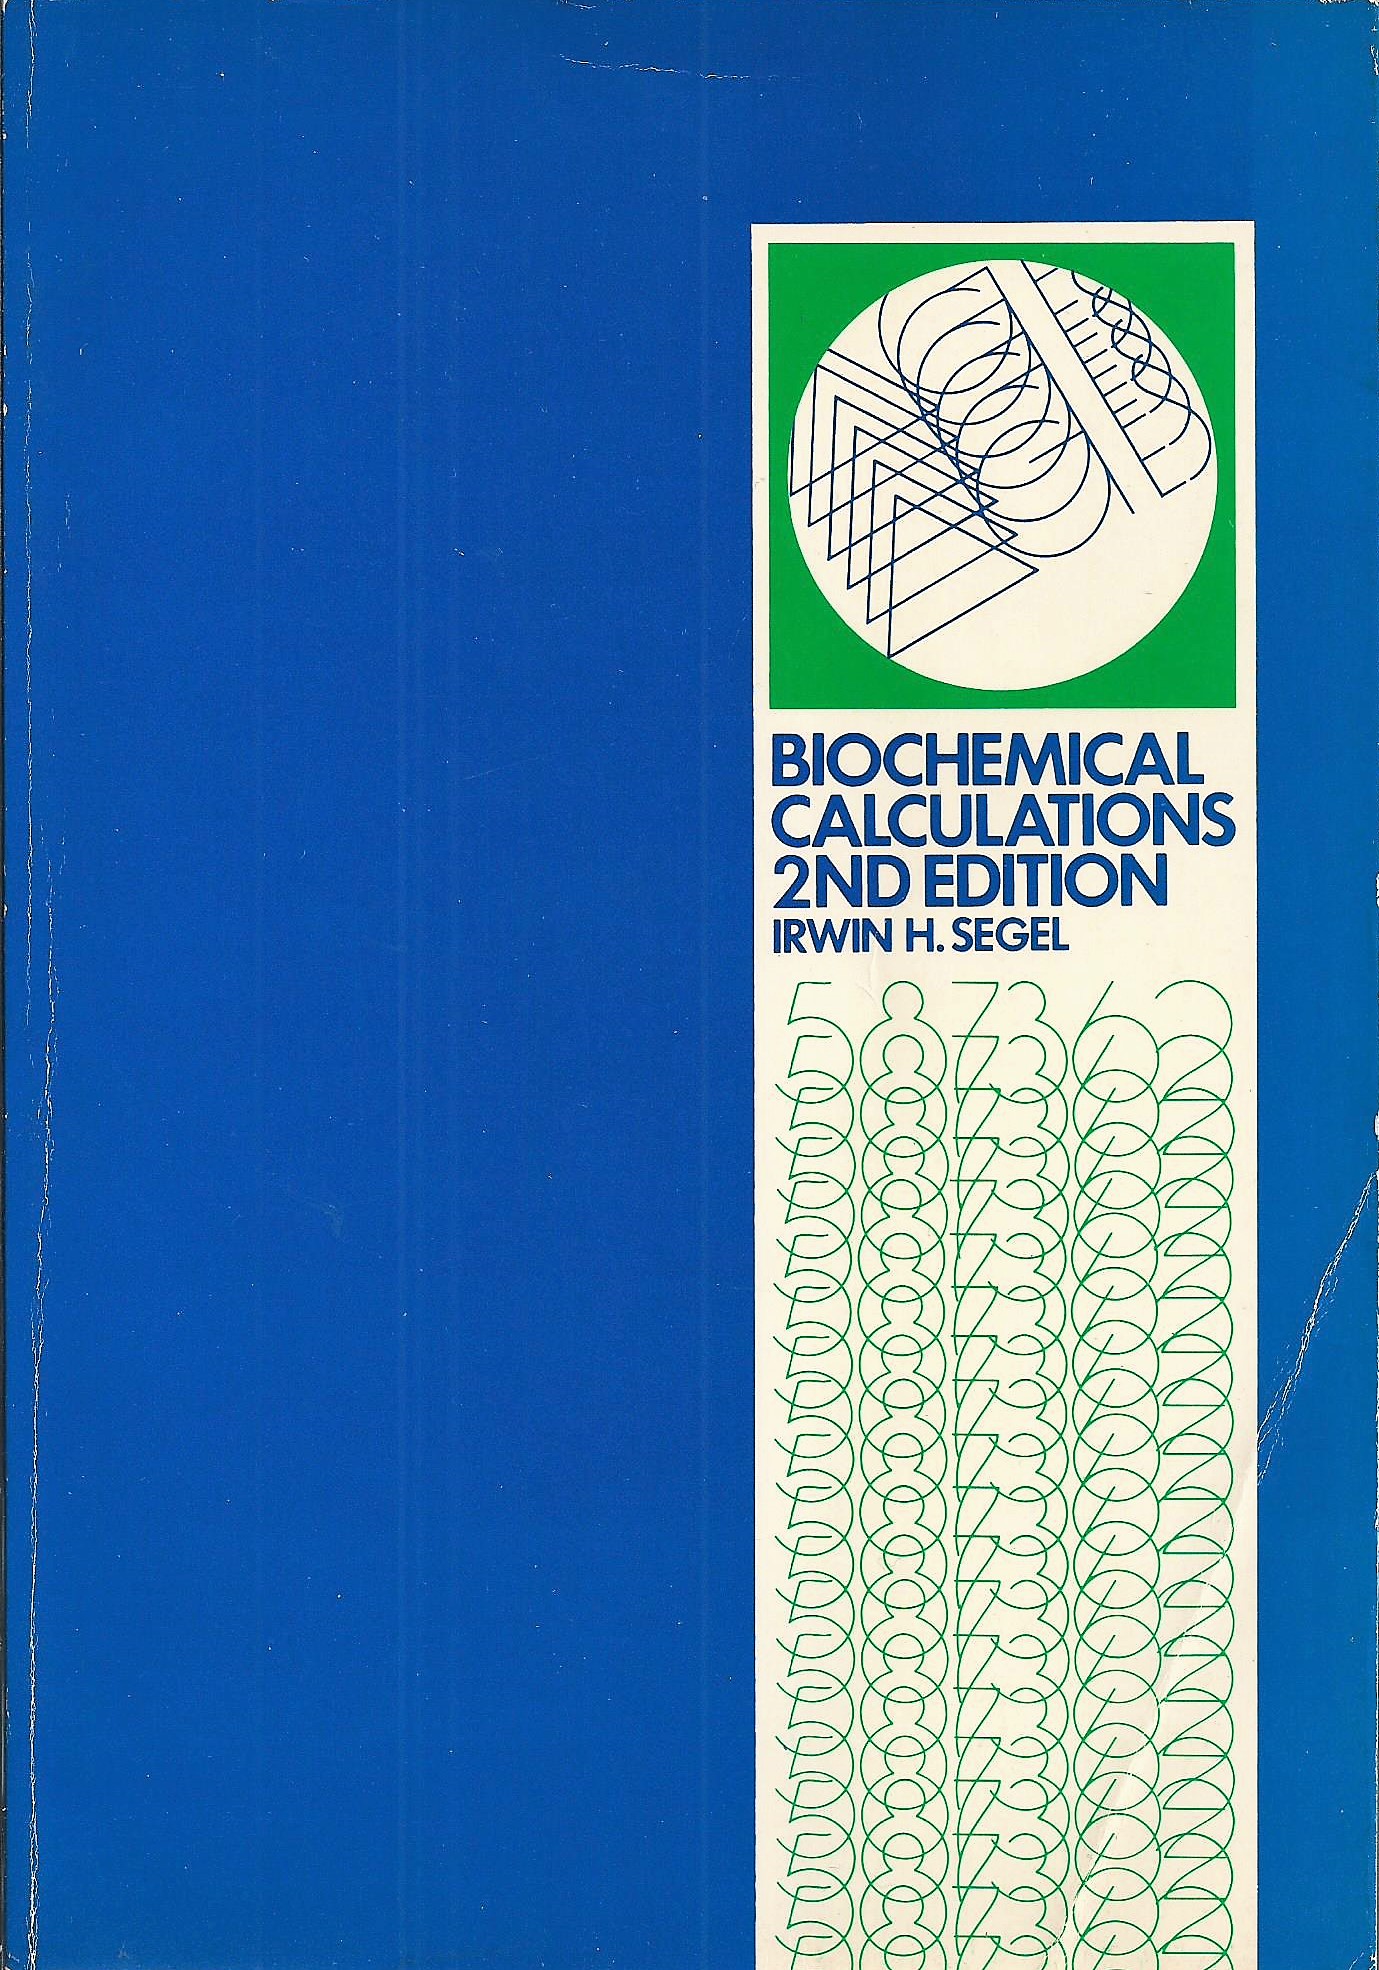 BIOCHEMICAL
CALCULATIONS
2ND EDITION
IRWIN H. SEGEL
5 8 7 3 6 2